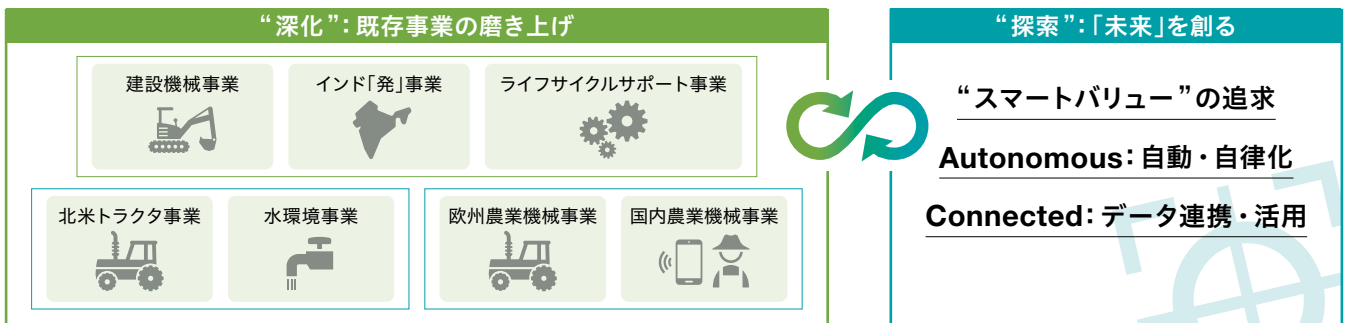 “深化”：既存事業の磨き上げ
建設機械事業
インド「発」事業
ライフサイクルサポート事業
北米トラクタ事業
水環境事業
欧州農業機械事業
国内農業機械事業
“探索”：「未来」を創る
“スマートバリュー”の追求
Autonomous：自動・自律化
Connected：データ連携・活用